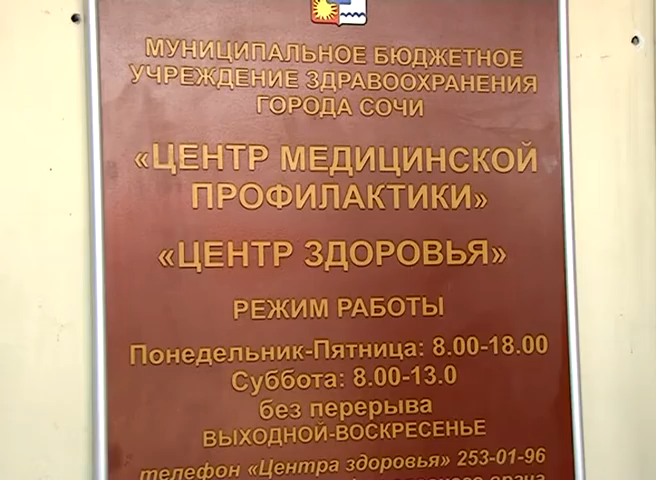 МУНИЦИПАЛЬНОЕ БЮДЖЕТНОЕ
УЧРЕЖДЕНИЕ ЗДРАВООХРАНЕНИЯ
ГОРОДА СОЧИ
«ЦЕНТР МЕДИЦИНСКОЙ
ПРОФИЛАКТИКИ»
«ЦЕНТР ЗДОРОВЬЯ»
РЕЖИМ РАБОТЫ
Понедельник-Пятница: 8.00-18.00
Суббота: 8.00-13.0
без перерыва
ВЫХОДНОЙ-ВОСКРЕСЕНЬЕ
телефон «Центра здоровья» 253-01-96
врача